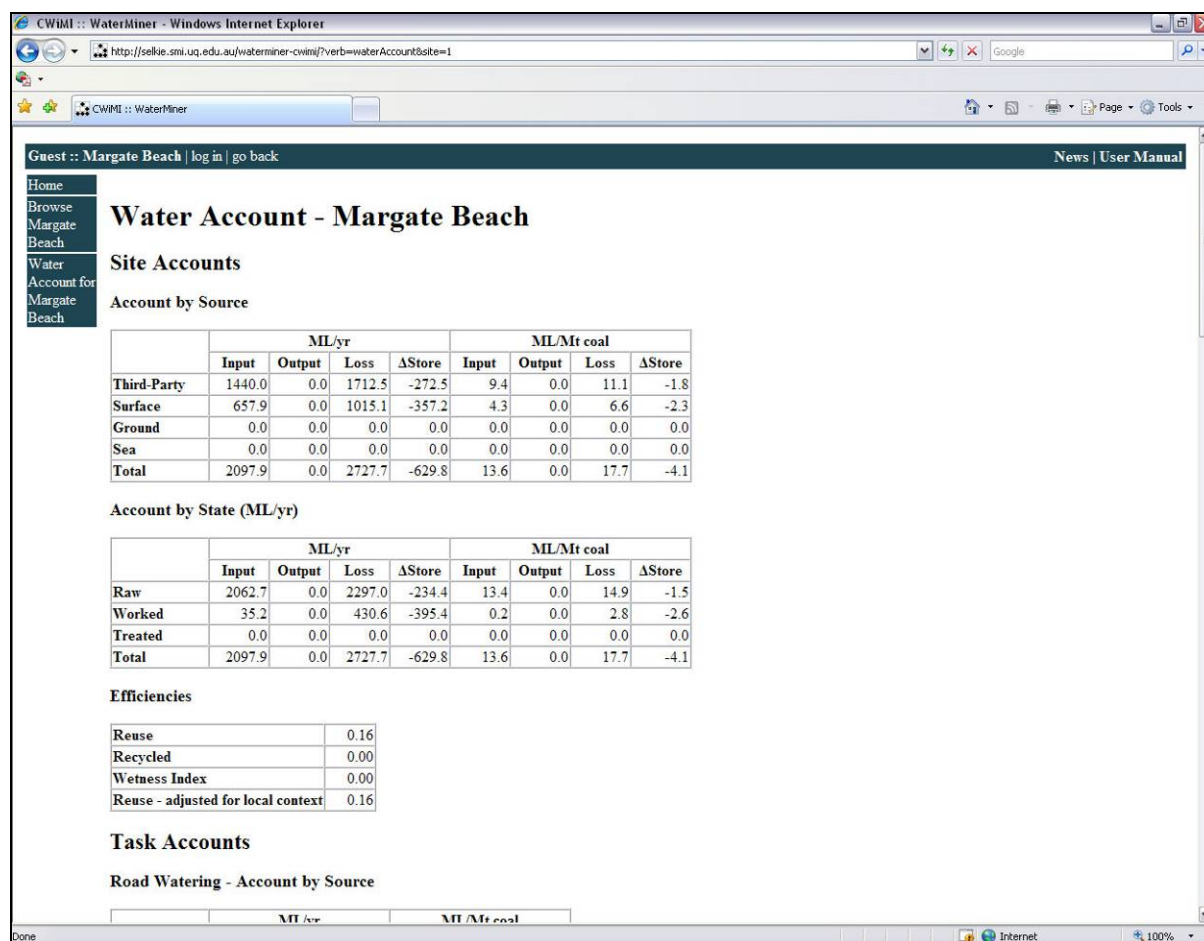 CWiMI :: WaterMiner - Windows Internet Explorer
http://selkie.smi.uq.edu.au/waterminer-cwimi/?verb=waterAccount&site=1 Google
CWiMI :: WaterMiner Page Tools
Guest :: Margate Beach | log in | go back News | User Manual
Home
Browse
Margate
Beach
Water
Account for
Margate
Beach
Water Account - Margate Beach
Site Accounts
Account by Source
ML/yr ML/Mt coal
Input Output Loss ΔStore Input Output Loss ΔStore
Third-Party 1440.0 0.0 1712.5 -272.5 9.4 0.0 11.1 -1.8
Surface 657.9 0.0 1015.1 -357.2 4.3 0.0 6.6 -2.3
Ground 0.0 0.0 0.0 0.0 0.0 0.0 0.0 0.0
Sea 0.0 0.0 0.0 0.0 0.0 0.0 0.0 0.0
Total 2097.9 0.0 2727.7 -629.8 13.6 0.0 17.7 -4.1
Account by State (ML/yr)
ML/yr ML/Mt coal
Input Output Loss ΔStore Input Output Loss ΔStore
Raw 2062.7 0.0 2297.0 -234.4 13.4 0.0 14.9 -1.5
Worked 35.2 0.0 430.6 -395.4 0.2 0.0 2.8 -2.6
Treated 0.0 0.0 0.0 0.0 0.0 0.0 0.0 0.0
Total 2097.9 0.0 2727.7 -629.8 13.6 0.0 17.7 -4.1
Efficiencies
Reuse 0.16
Recycled 0.00
Wetness Index 0.00
Reuse - adjusted for local context 0.16
Task Accounts
Road Watering - Account by Source
ML/yr ML/Mt coal
Done Internet 100%